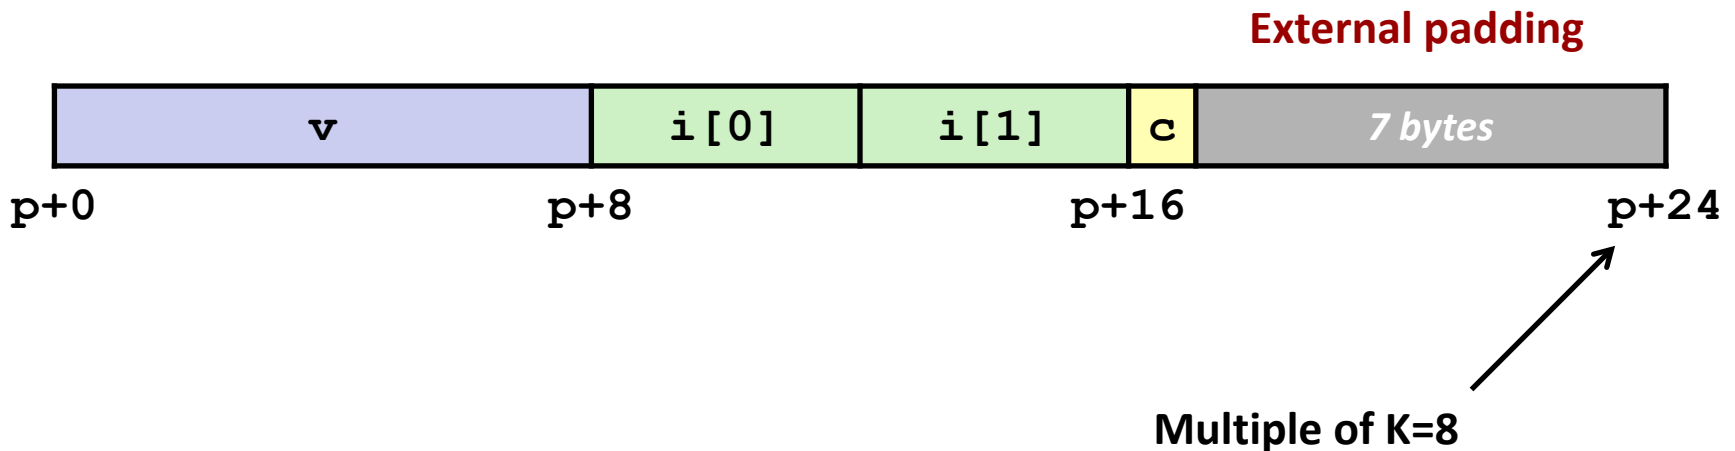 External padding
v i[0] i[1] c 7 bytes
p+0 p+8 p+16 p+24
Multiple of K=8